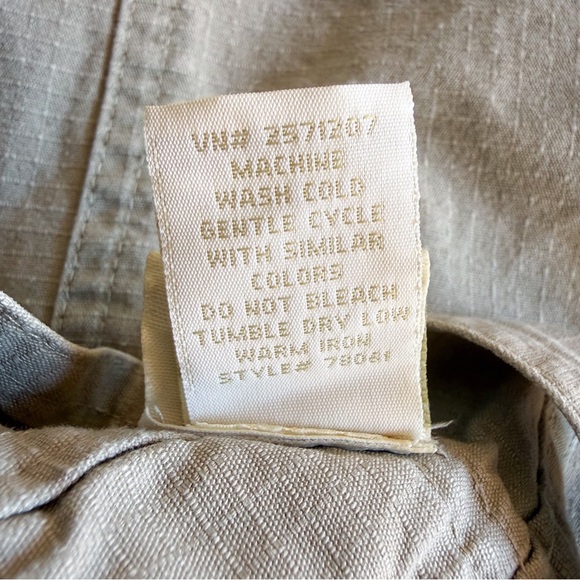 VN# 3571207
MACHINE
WASH COLD
GENTLE CYCLE
WITH SIMILAR
COLORS
DO NOT BLEACH
TUMBLE DRY LOW
WARM IRON
STYLE# 78061